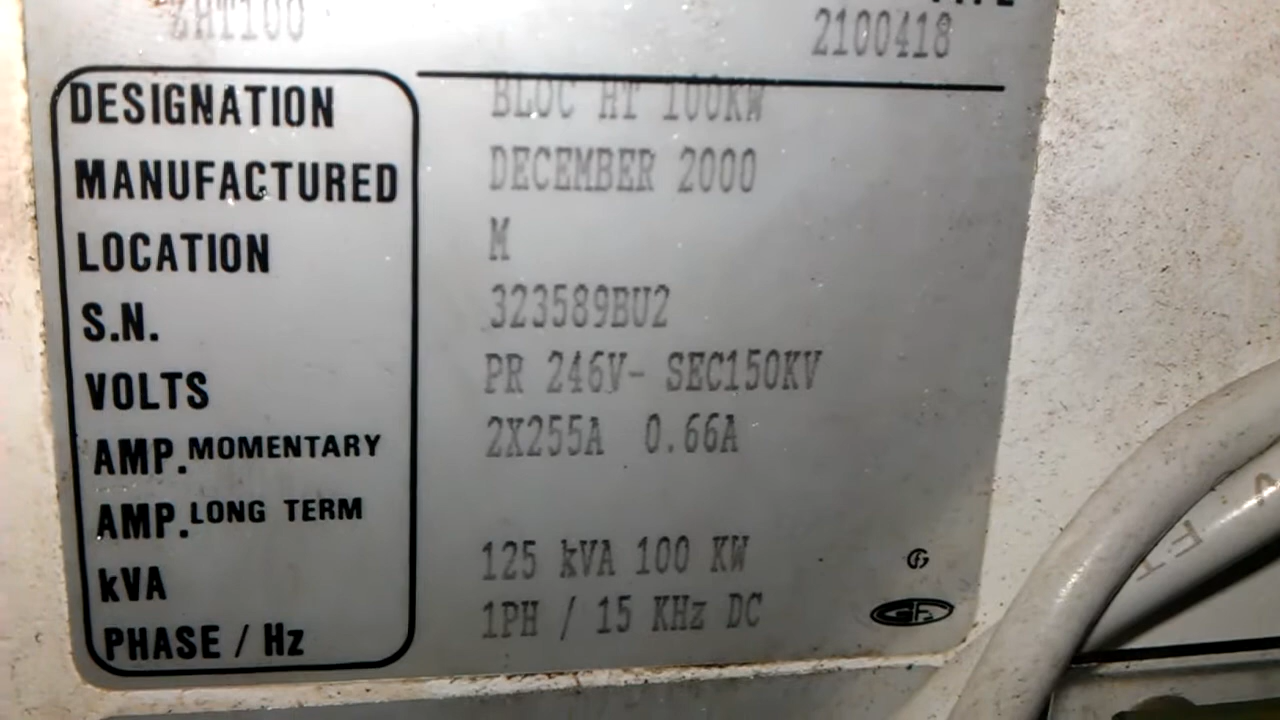 ZHT100
2100418
DESIGNATION BLOC HT 100KW
MANUFACTURED DECEMBER 2000
LOCATION M
S.N. 323589BU2
VOLTS PR 246V- SEC150KV
AMP. MOMENTARY 2X255A 0.66A
AMP. LONG TERM
kVA 125 kVA 100 KW
PHASE / Hz 1PH / 15 KHz DC